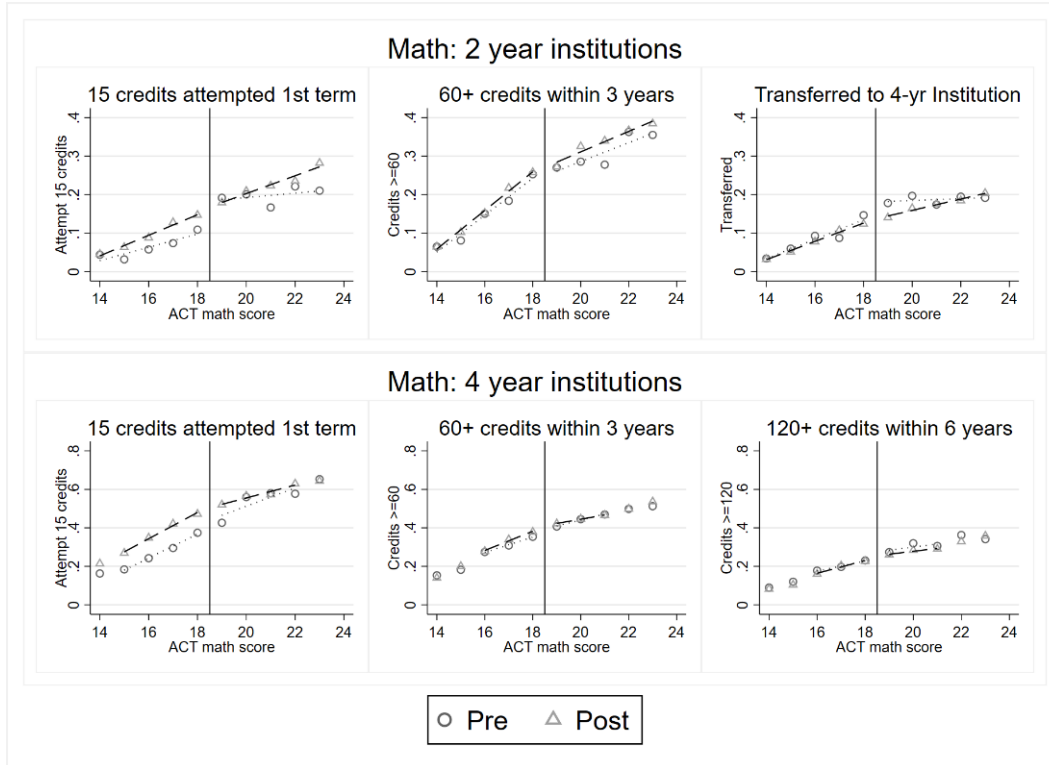 Math: 2 year institutions
15 credits attempted 1st term
Attempt 15 credits
0 .1 .2 .3 .4
14 16 18 20 22 24
ACT math score
60+ credits within 3 years
Credits >=60
0 .1 .2 .3 .4
14 16 18 20 22 24
ACT math score
Transferred to 4-yr Institution
Transferred
0 .1 .2 .3 .4
14 16 18 20 22 24
ACT math score
Math: 4 year institutions
15 credits attempted 1st term
Attempt 15 credits
0 .2 .4 .6 .8
14 16 18 20 22 24
ACT math score
60+ credits within 3 years
Credits >=60
0 .2 .4 .6 .8
14 16 18 20 22 24
ACT math score
120+ credits within 6 years
Credits >=120
0 .2 .4 .6 .8
14 16 18 20 22 24
ACT math score
Pre Post